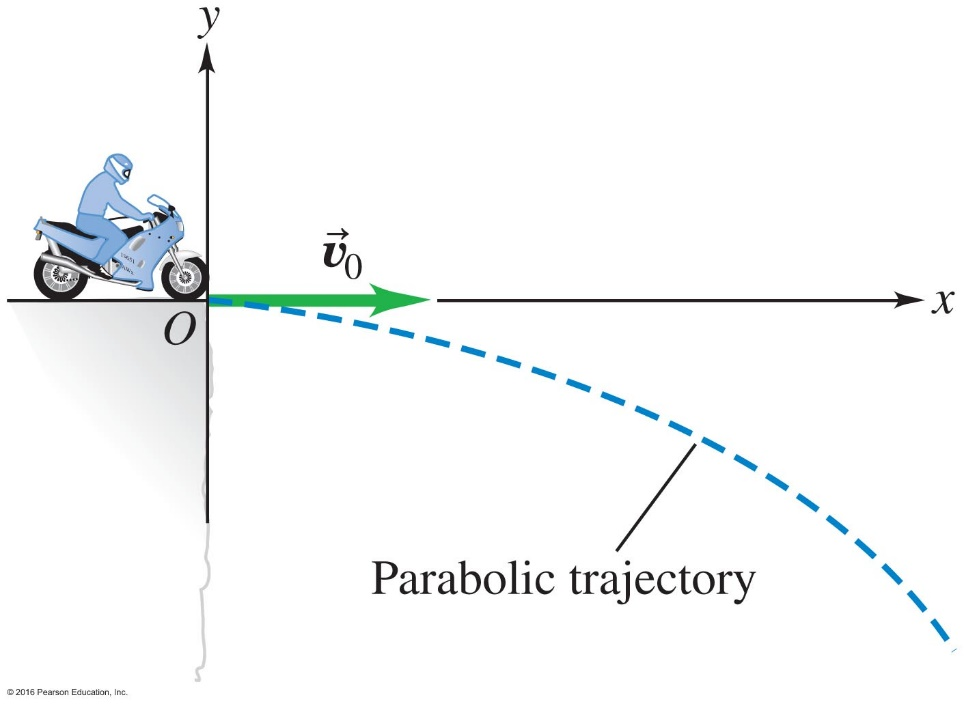 y
v⃗₀
x
O
Parabolic trajectory
© 2016 Pearson Education, Inc.